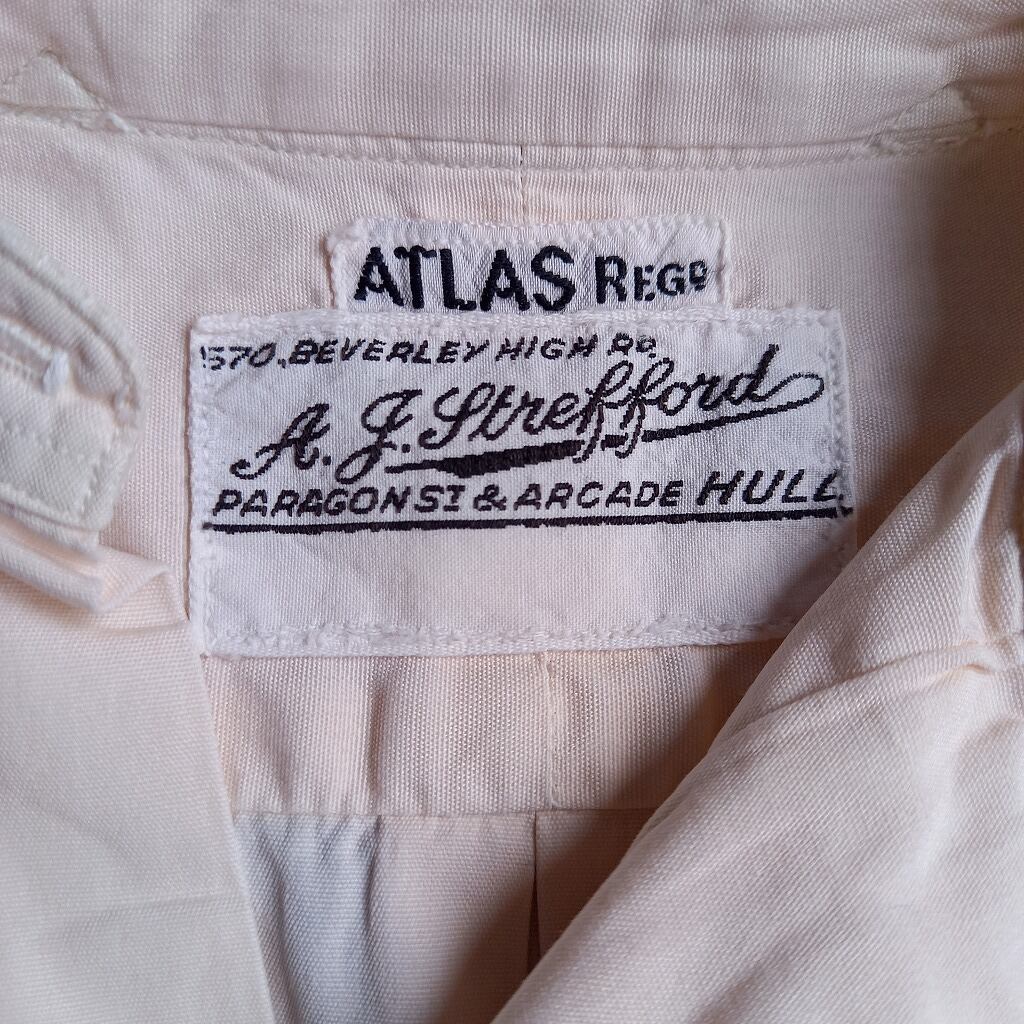 ATLAS REGD
570, BEVERLEY HIGH RD.
A. J. Strefford
PARAGON ST & ARCADE HULL